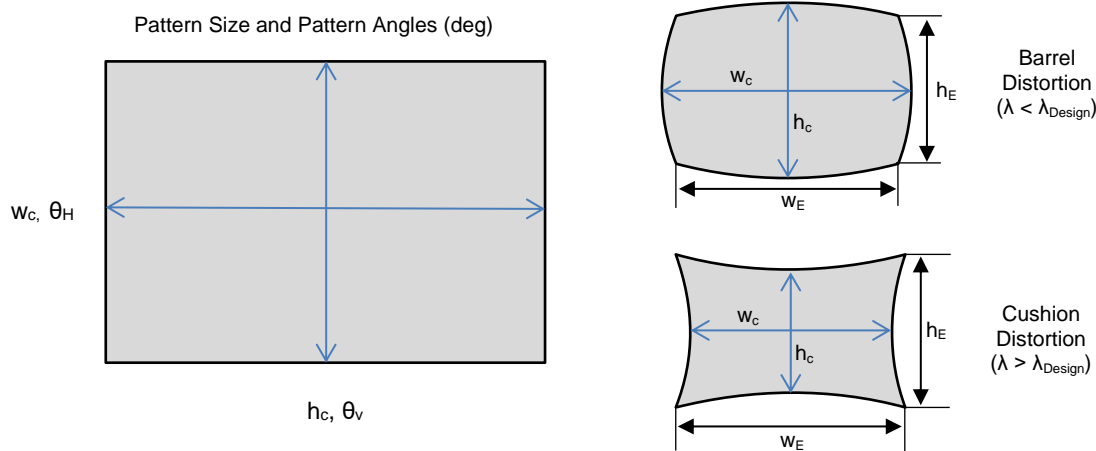 Pattern Size and Pattern Angles (deg)
wc, θH
hc, θv
wc
hc
hE
wE
Barrel
Distortion
(λ < λDesign)
wc
hc
hE
wE
Cushion
Distortion
(λ > λDesign)